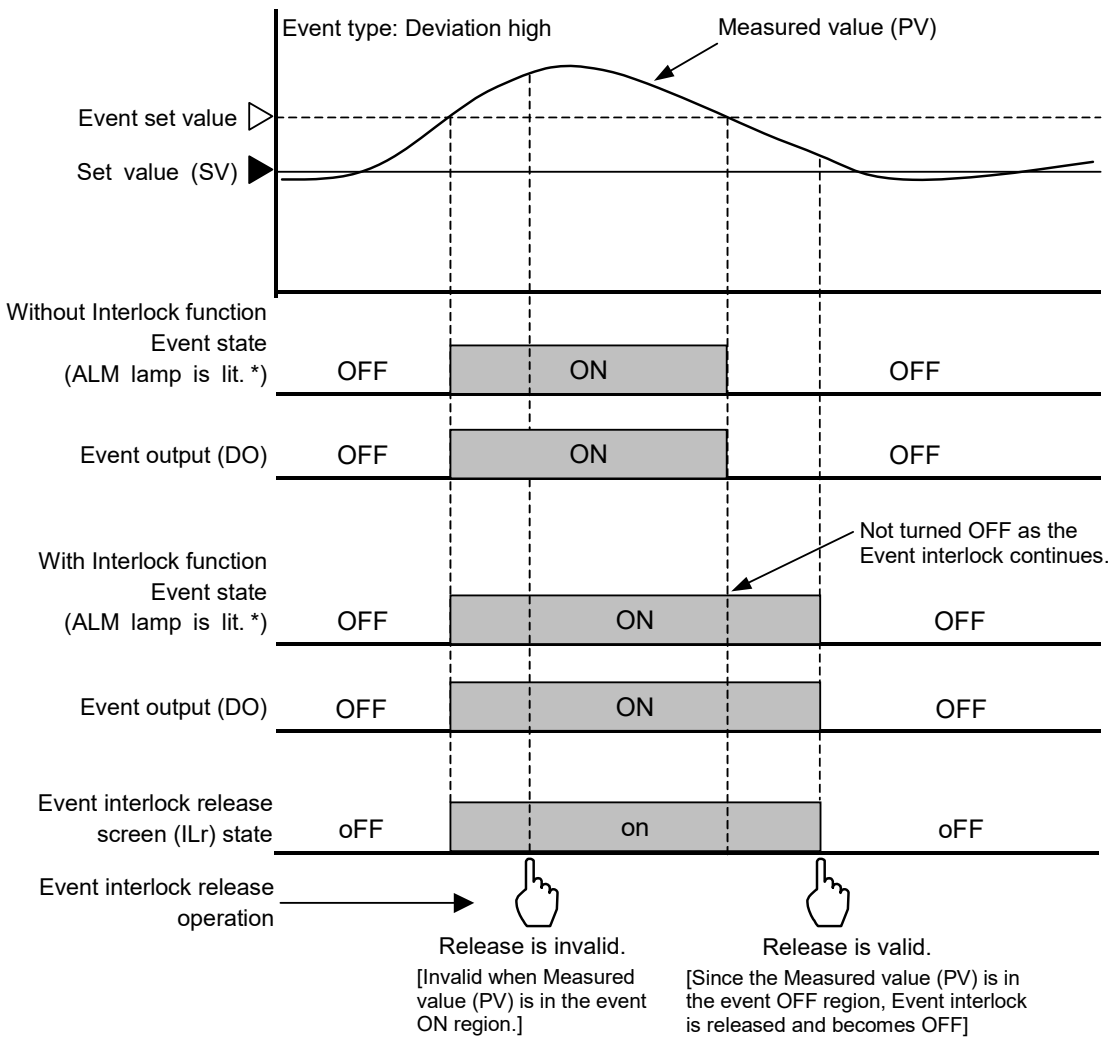 Event type: Deviation high
Measured value (PV)
Event set value
Set value (SV)
Without Interlock function
Event state
(ALM lamp is lit. *)
OFF
ON
OFF
Event output (DO)
OFF
ON
OFF
Not turned OFF as the
Event interlock continues.
With Interlock function
Event state
(ALM lamp is lit. *)
OFF
ON
OFF
Event output (DO)
OFF
ON
OFF
Event interlock release
screen (ILr) state
oFF
on
oFF
Event interlock release
operation
Release is invalid.
[Invalid when Measured
value (PV) is in the event
ON region.]
Release is valid.
[Since the Measured value (PV) is in
the event OFF region, Event interlock
is released and becomes OFF]